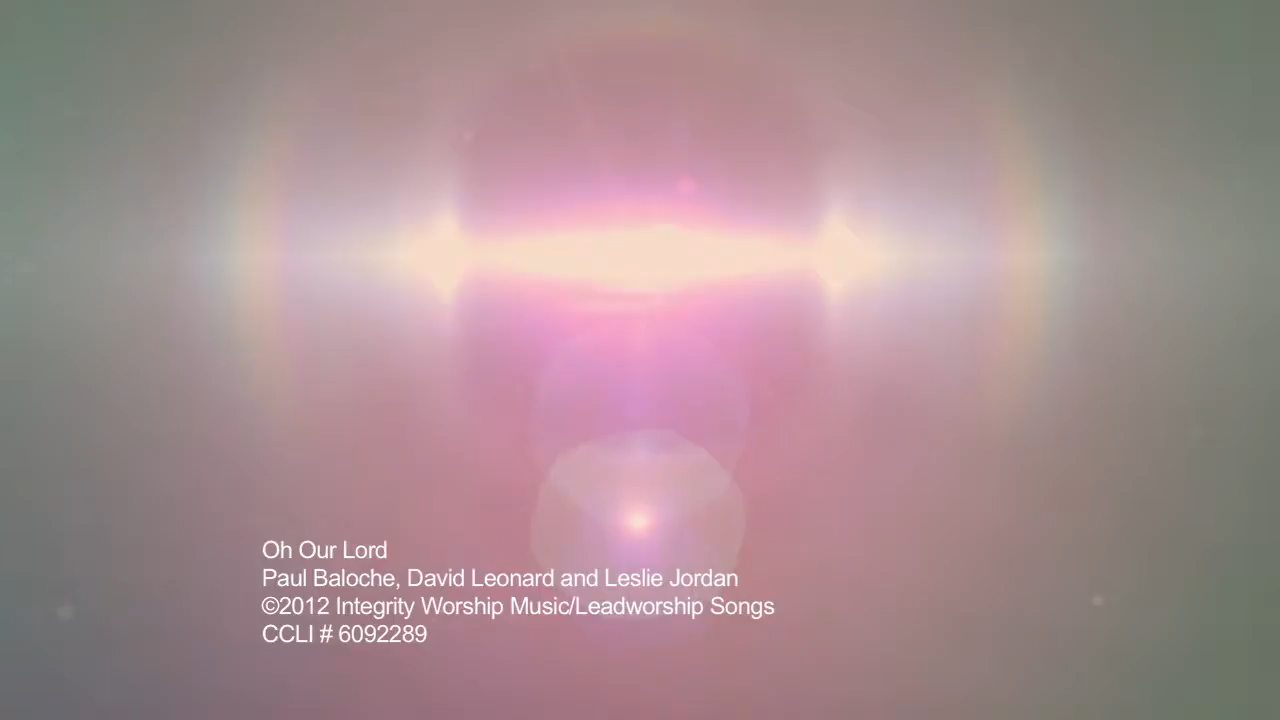 Oh Our Lord
Paul Baloche, David Leonard and Leslie Jordan
©2012 Integrity Worship Music/Leadworship Songs
CCLI # 6092289